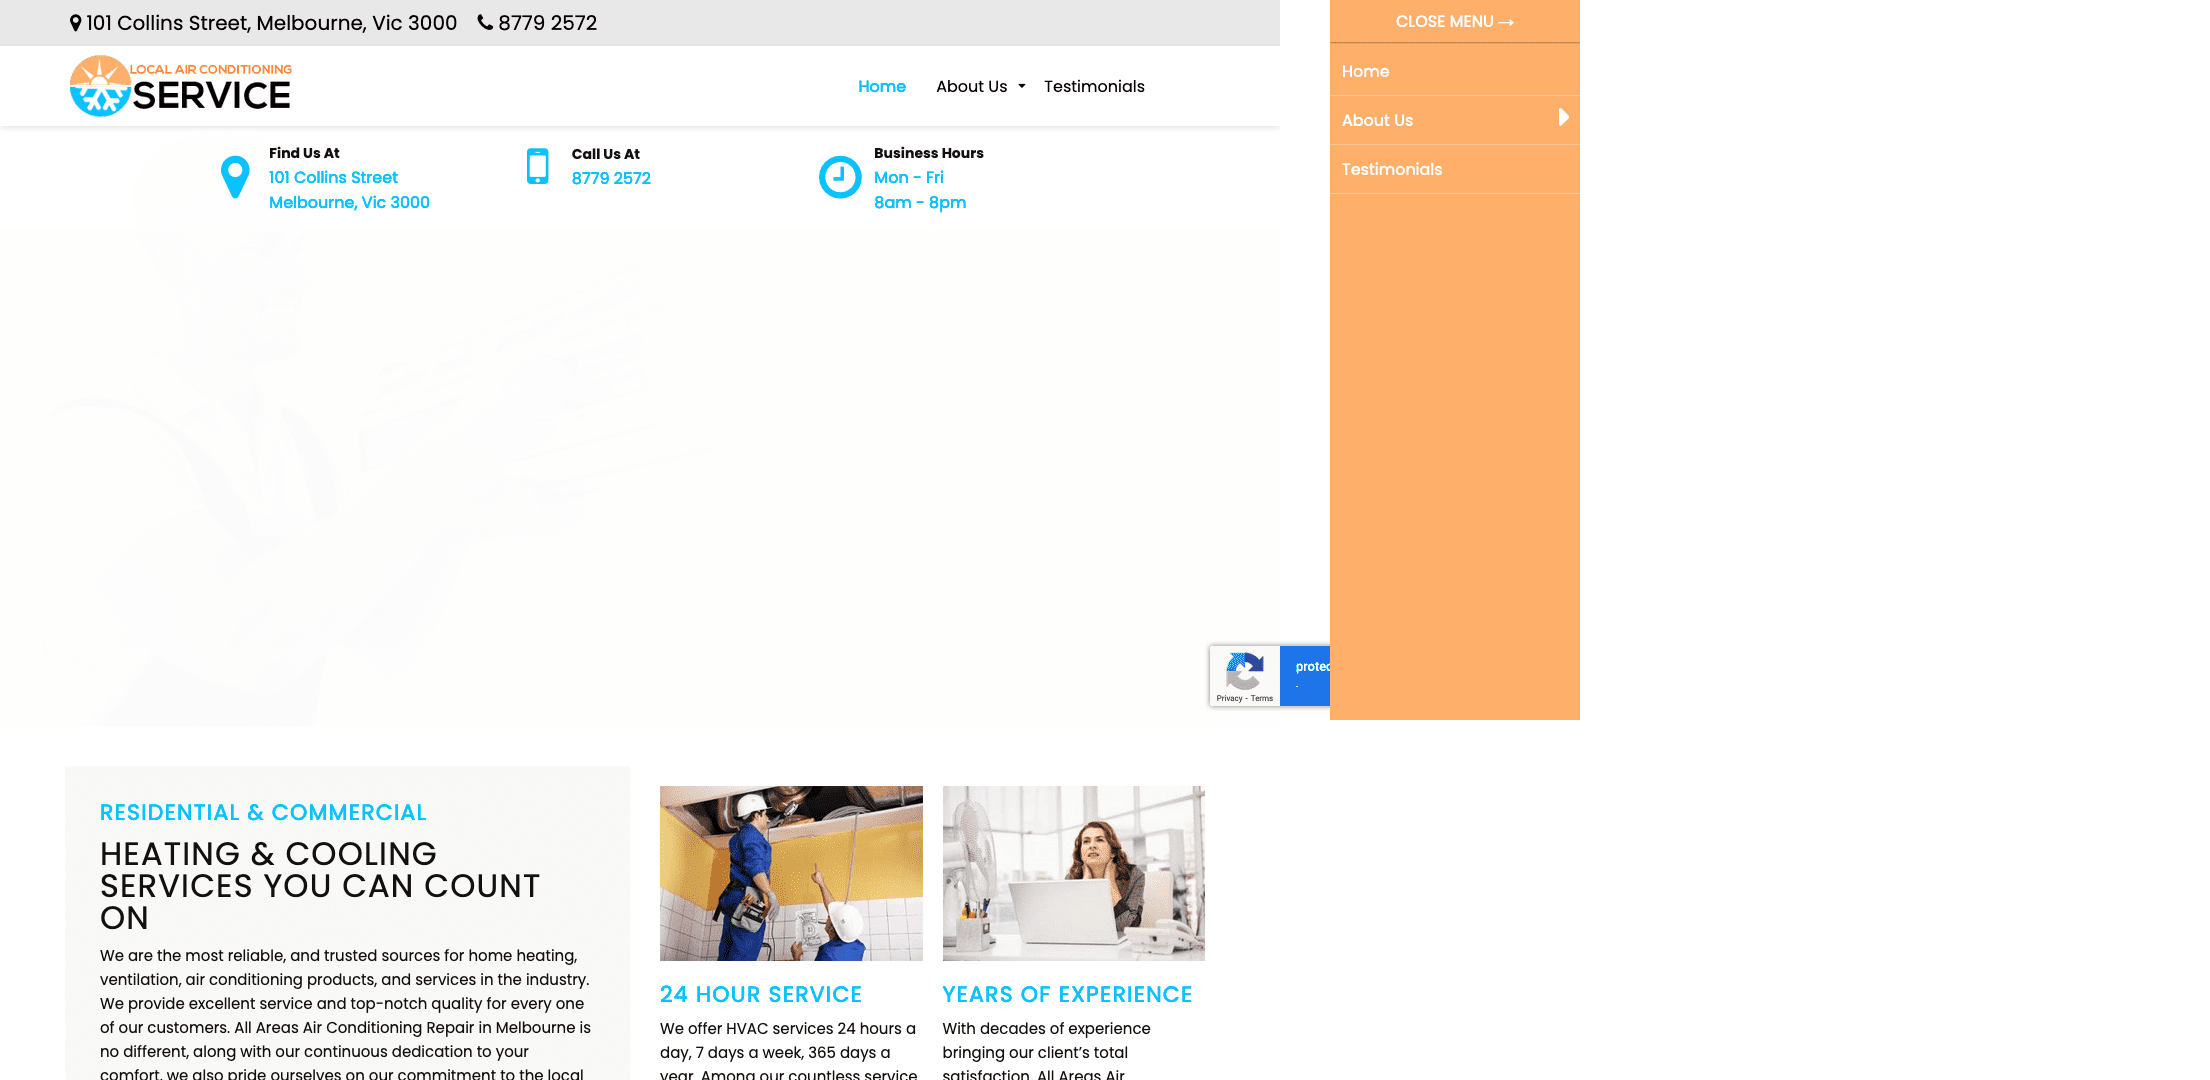 101 Collins Street, Melbourne, Vic 3000 8779 2572
LOCAL AIR CONDITIONING
SERVICE
Home About Us Testimonials
Find Us At
101 Collins Street
Melbourne, Vic 3000
Call Us At
8779 2572
Business Hours
Mon - Fri
8am - 8pm
CLOSE MENU →
Home
About Us
Testimonials
Privacy - Terms
RESIDENTIAL & COMMERCIAL
HEATING & COOLING
SERVICES YOU CAN COUNT
ON
We are the most reliable, and trusted sources for home heating,
ventilation, air conditioning products, and services in the industry.
We provide excellent service and top-notch quality for every one
of our customers. All Areas Air Conditioning Repair in Melbourne is
no different, along with our continuous dedication to your
comfort, we also pride ourselves on our commitment to the local
24 HOUR SERVICE
We offer HVAC services 24 hours a
day, 7 days a week, 365 days a
year. Among our countless service
YEARS OF EXPERIENCE
With decades of experience
bringing our client's total
satisfaction. All Areas Air